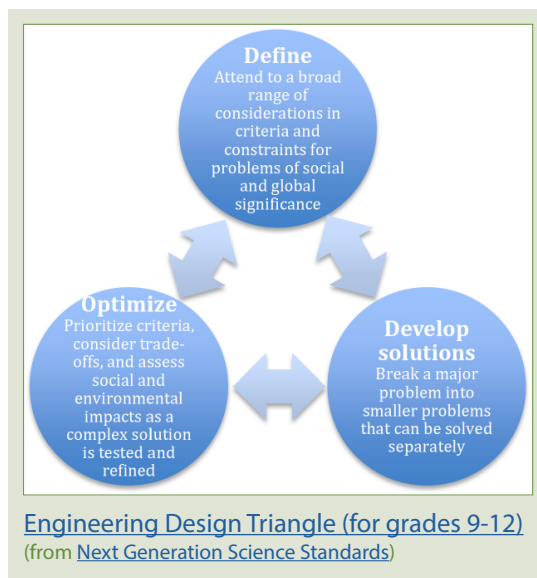 Define
Attend to a broad
range of
considerations in
criteria and
constraints for
problems of social
and global
significance
Optimize
Prioritize criteria,
consider trade-
offs, and assess
social and
environmental
impacts as a
complex solution
is tested and
refined
Develop
solutions
Break a major
problem into
smaller problems
that can be solved
separately
Engineering Design Triangle (for grades 9-12)
(from Next Generation Science Standards)